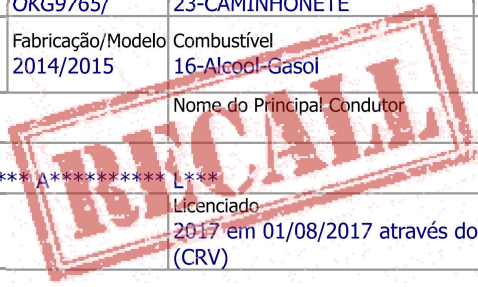 OKG9765/ 23-CAMINHONETE
Fabricação/Modelo Combustível
2014/2015 16-Alcool-Gasol
Nome do Principal Condutor
RECALL
*** A********** L***
Licenciado
2017 em 01/08/2017 através do
(CRV)